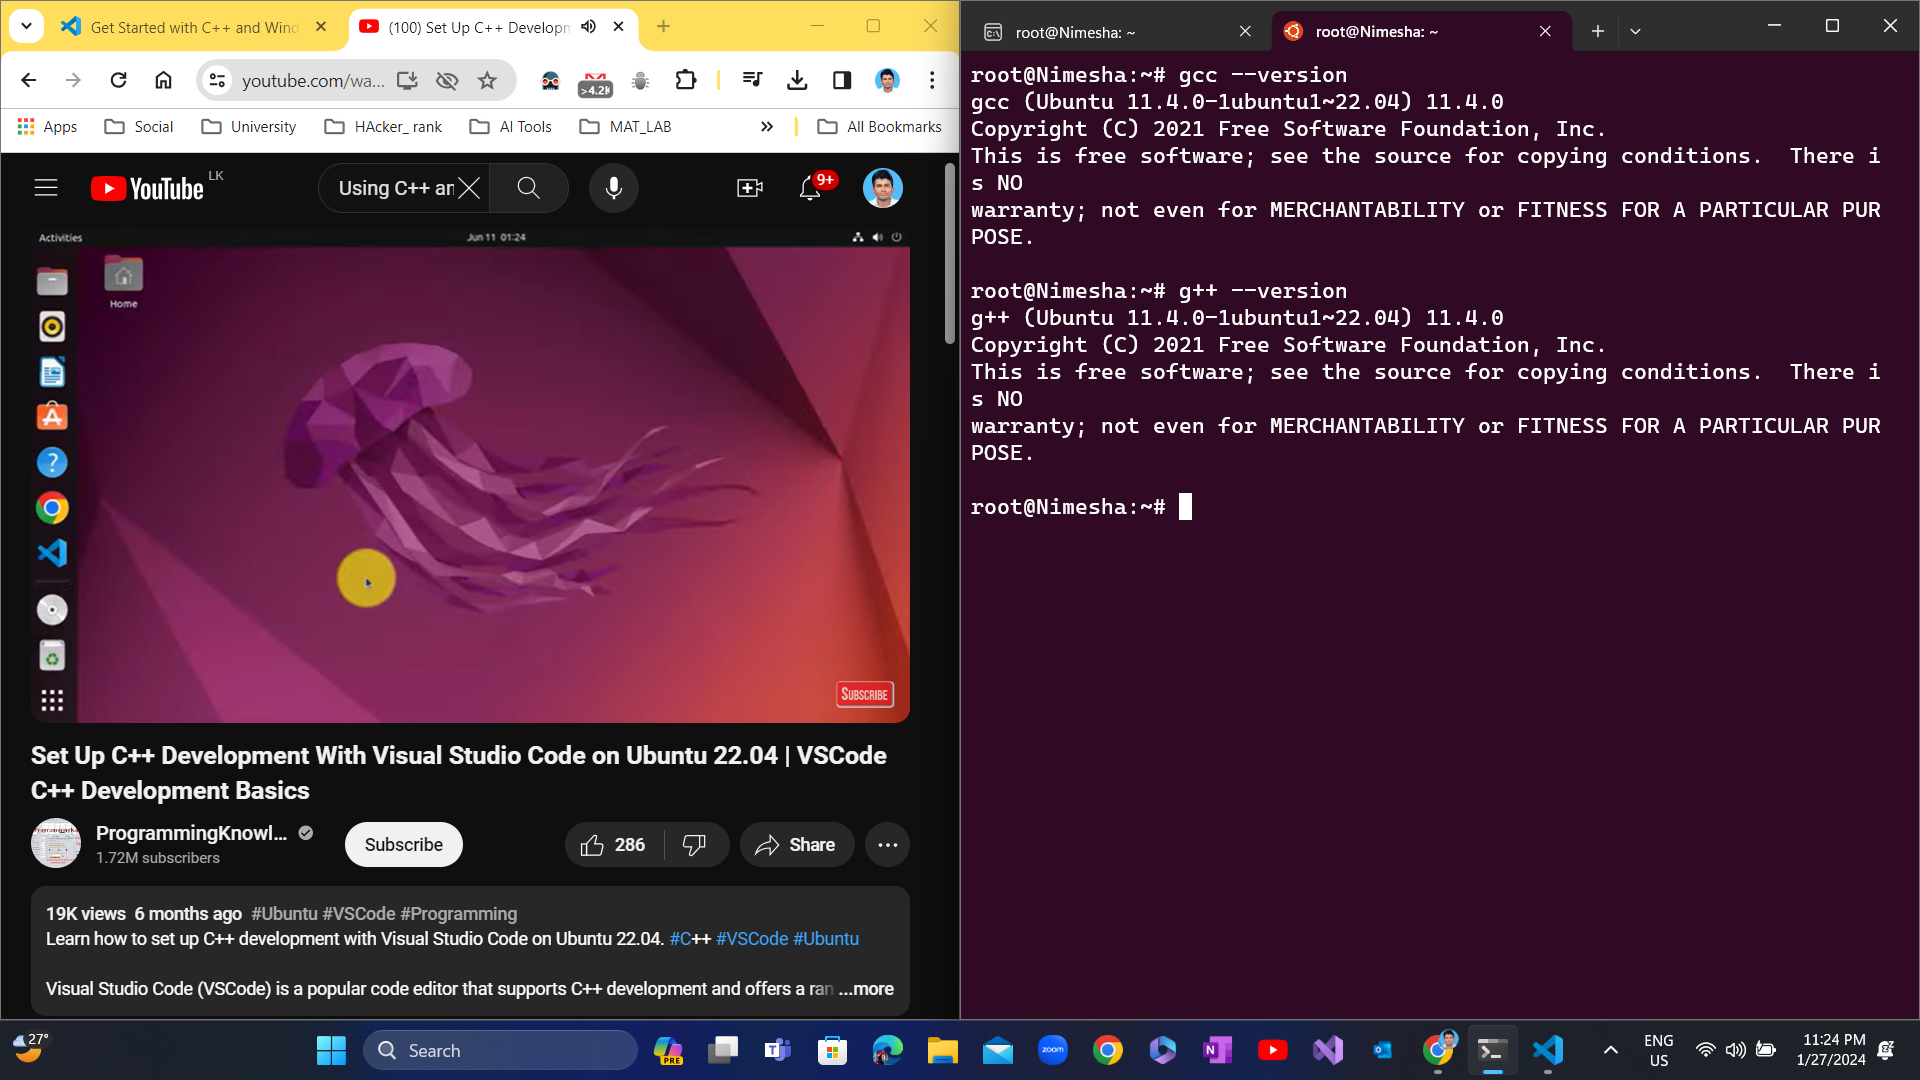 Get Started with C++ and Wind
(100) Set Up C++ Developm
youtube.com/wa...
>4.2K
Apps
Social
University
HAcker_ rank
AI Tools
MAT_LAB
»
All Bookmarks
YouTube LK
Using C++ an
9+
Activities
Jun 11 01:24
Home
SUBSCRIBE
Set Up C++ Development With Visual Studio Code on Ubuntu 22.04 | VSCode
C++ Development Basics
ProgrammingKnowl...
1.72M subscribers
Subscribe
286
Share
19K views 6 months ago #Ubuntu #VSCode #Programming
Learn how to set up C++ development with Visual Studio Code on Ubuntu 22.04. #C++ #VSCode #Ubuntu
Visual Studio Code (VSCode) is a popular code editor that supports C++ development and offers a ran ...more
root@Nimesha: ~
root@Nimesha: ~
root@Nimesha:~# gcc --version
gcc (Ubuntu 11.4.0-1ubuntu1~22.04) 11.4.0
Copyright (C) 2021 Free Software Foundation, Inc.
This is free software; see the source for copying conditions.  There i
s NO
warranty; not even for MERCHANTABILITY or FITNESS FOR A PARTICULAR PUR
POSE.
root@Nimesha:~# g++ --version
g++ (Ubuntu 11.4.0-1ubuntu1~22.04) 11.4.0
Copyright (C) 2021 Free Software Foundation, Inc.
This is free software; see the source for copying conditions.  There i
s NO
warranty; not even for MERCHANTABILITY or FITNESS FOR A PARTICULAR PUR
POSE.
root@Nimesha:~#
27°
Search
PRE
zoom
ENG
US
11:24 PM
1/27/2024